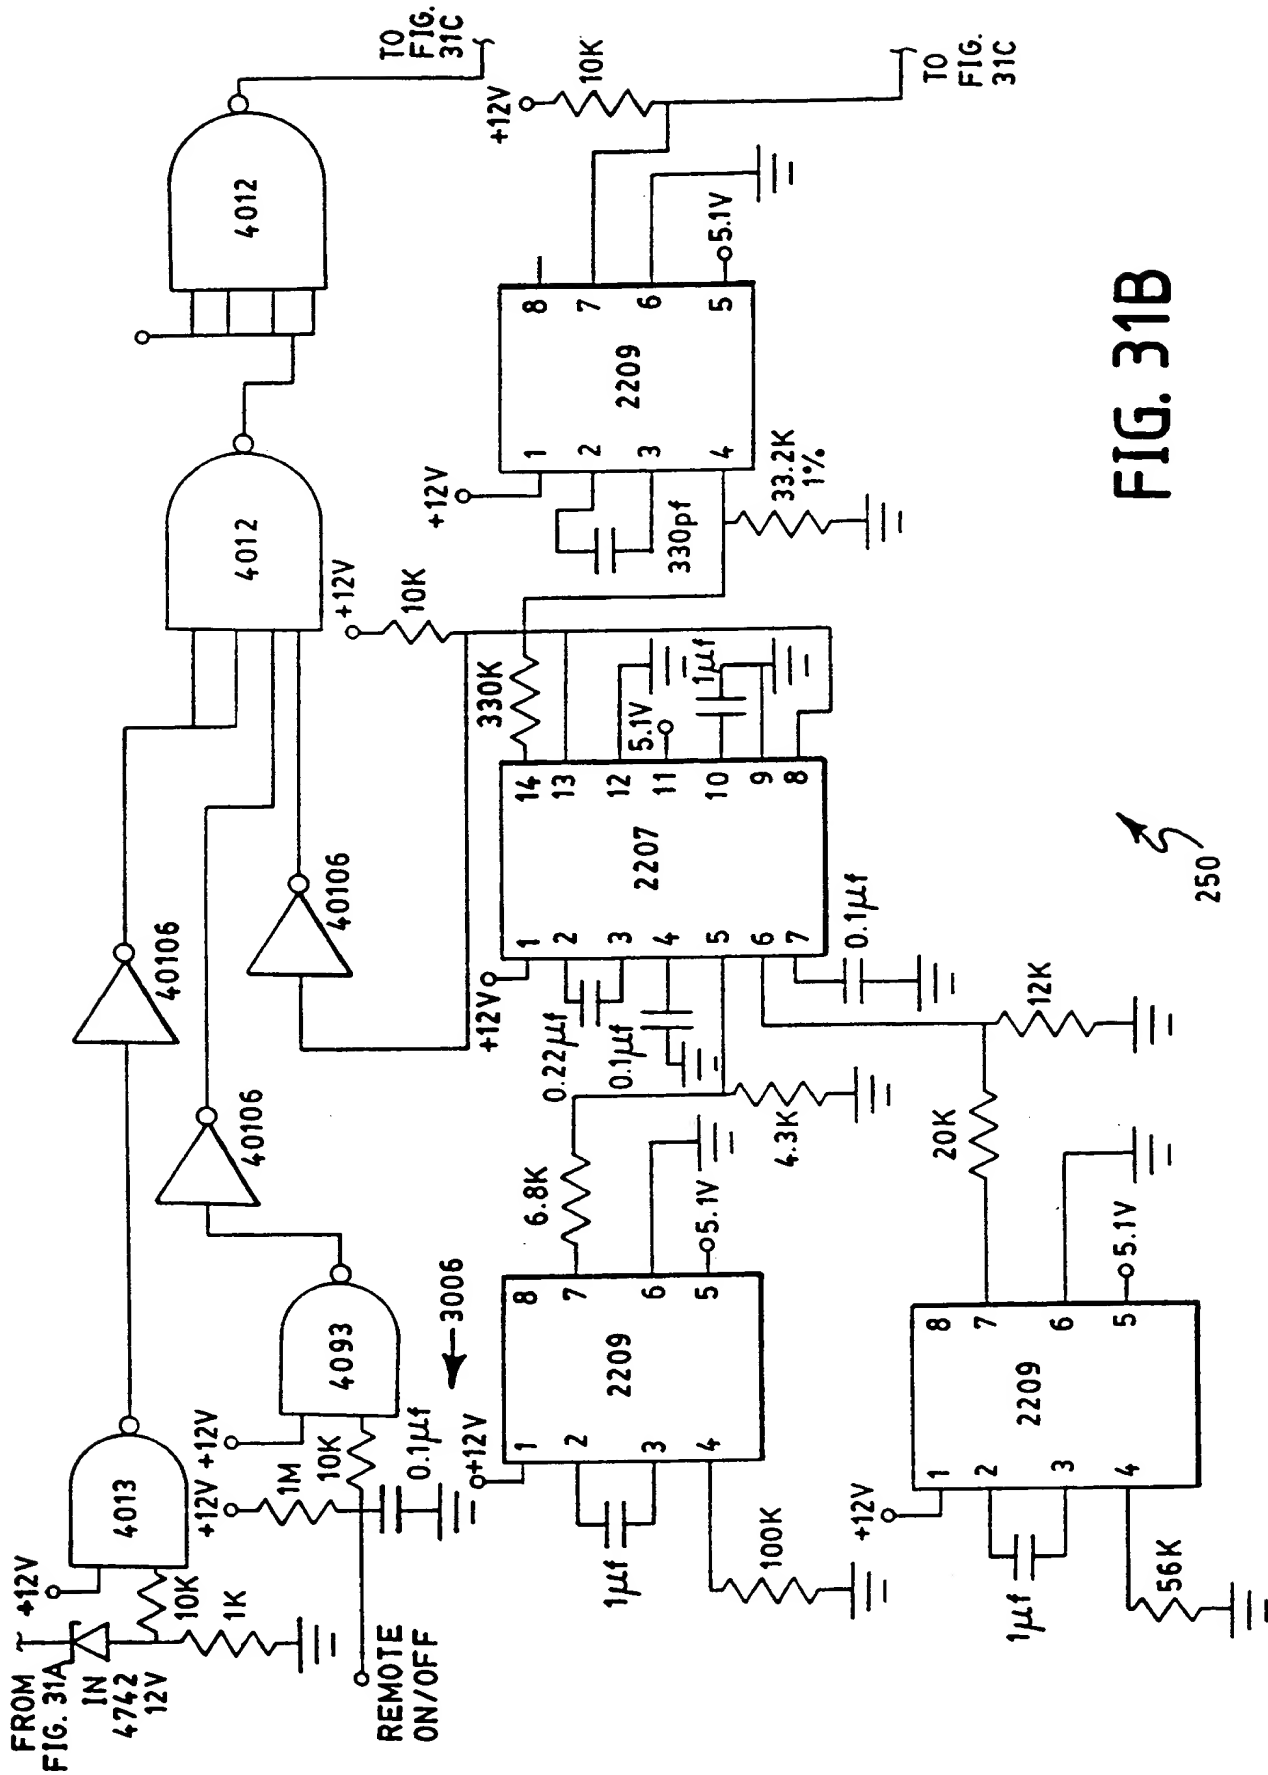 FROM
FIG. 31A
IN
4742
12V
+12V
10K
1K
4013
40106
4012
4012
TO
FIG.
31C
REMOTE
ON/OFF
+12V
1M
10K
0.1µf
+12V
4093
40106
40106
+12V
10K
3006
+12V
1
2
3
4
2209
8
7
6
5
1µf
100K
6.8K
5.1V
4.3K
+12V
0.22µf
0.1µf
1
2
3
4
5
6
7
2207
14
13
12
11
10
9
8
0.1µf
330K
5.1V
1µf
+12V
330pf
33.2K
1%
1
2
3
4
2209
8
7
6
5
5.1V
+12V
10K
TO
FIG.
31C
+12V
1
2
3
4
2209
8
7
6
5
1µf
56K
5.1V
20K
12K
250
FIG. 31B